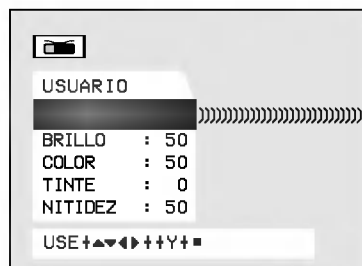 USUARIO
BRILLO : 50
COLOR : 50
TINTE : 0
NITIDEZ : 50
USE+▲▼◀▶++Y+■